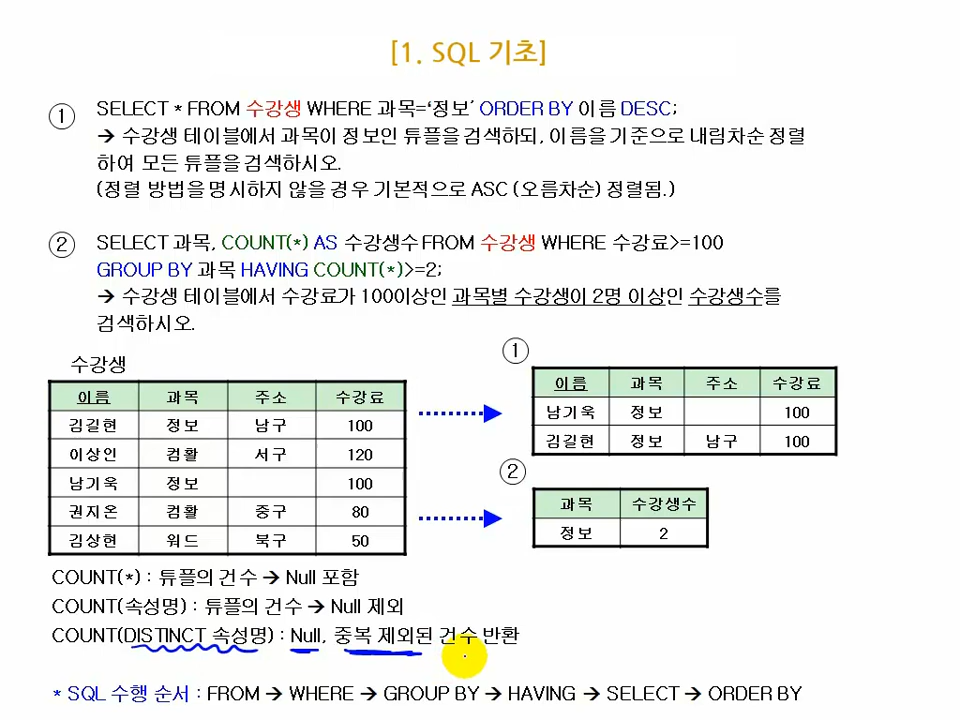 [1. SQL 기초]
① SELECT * FROM 수강생 WHERE 과목=‘정보’ ORDER BY 이름 DESC;
→ 수강생 테이블에서 과목이 정보인 튜플을 검색하되, 이름을 기준으로 내림차순 정렬
하여 모든 튜플을 검색하시오.
(정렬 방법을 명시하지 않을 경우 기본적으로 ASC (오름차순) 정렬됨.)
② SELECT 과목, COUNT(*) AS 수강생수 FROM 수강생 WHERE 수강료>=100
GROUP BY 과목 HAVING COUNT(*)>=2;
→ 수강생 테이블에서 수강료가 100이상인 과목별 수강생이 2명 이상인 수강생수를
검색하시오.
수강생
이름 과목 주소 수강료
김길현 정보 남구 100
이상인 컴활 서구 120
남기욱 정보 100
권지온 컴활 중구 80
김상현 워드 북구 50
①
이름 과목 주소 수강료
남기욱 정보 100
김길현 정보 남구 100
②
과목 수강생수
정보 2
COUNT(*) : 튜플의 건수 → Null 포함
COUNT(속성명) : 튜플의 건수 → Null 제외
COUNT(DISTINCT 속성명) : Null, 중복 제외된 건수 반환
* SQL 수행 순서 : FROM → WHERE → GROUP BY → HAVING → SELECT → ORDER BY